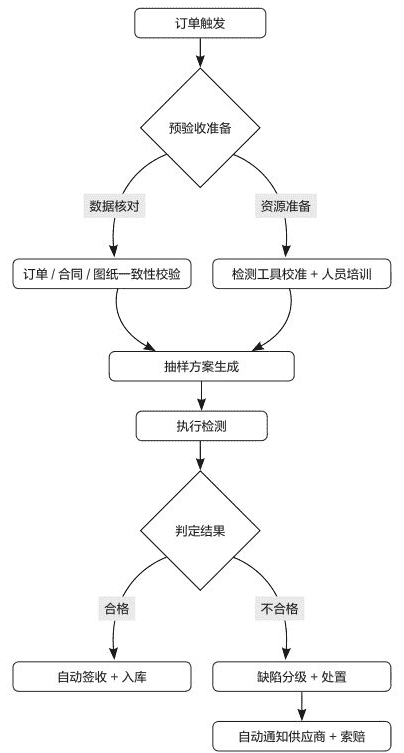 订单触发
预验收准备
数据核对
资源准备
订单 / 合同 / 图纸一致性校验
检测工具校准 + 人员培训
抽样方案生成
执行检测
判定结果
合格
不合格
自动签收 + 入库
缺陷分级 + 处置
自动通知供应商 + 索赔